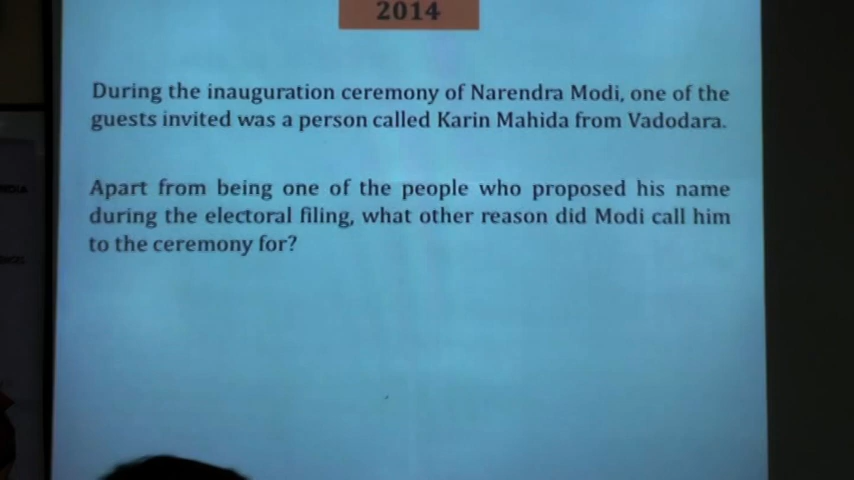 2014
During the inauguration ceremony of Narendra Modi, one of the
guests invited was a person called Karin Mahida from Vadodara.
Apart from being one of the people who proposed his name
during the electoral filing, what other reason did Modi call him
to the ceremony for?